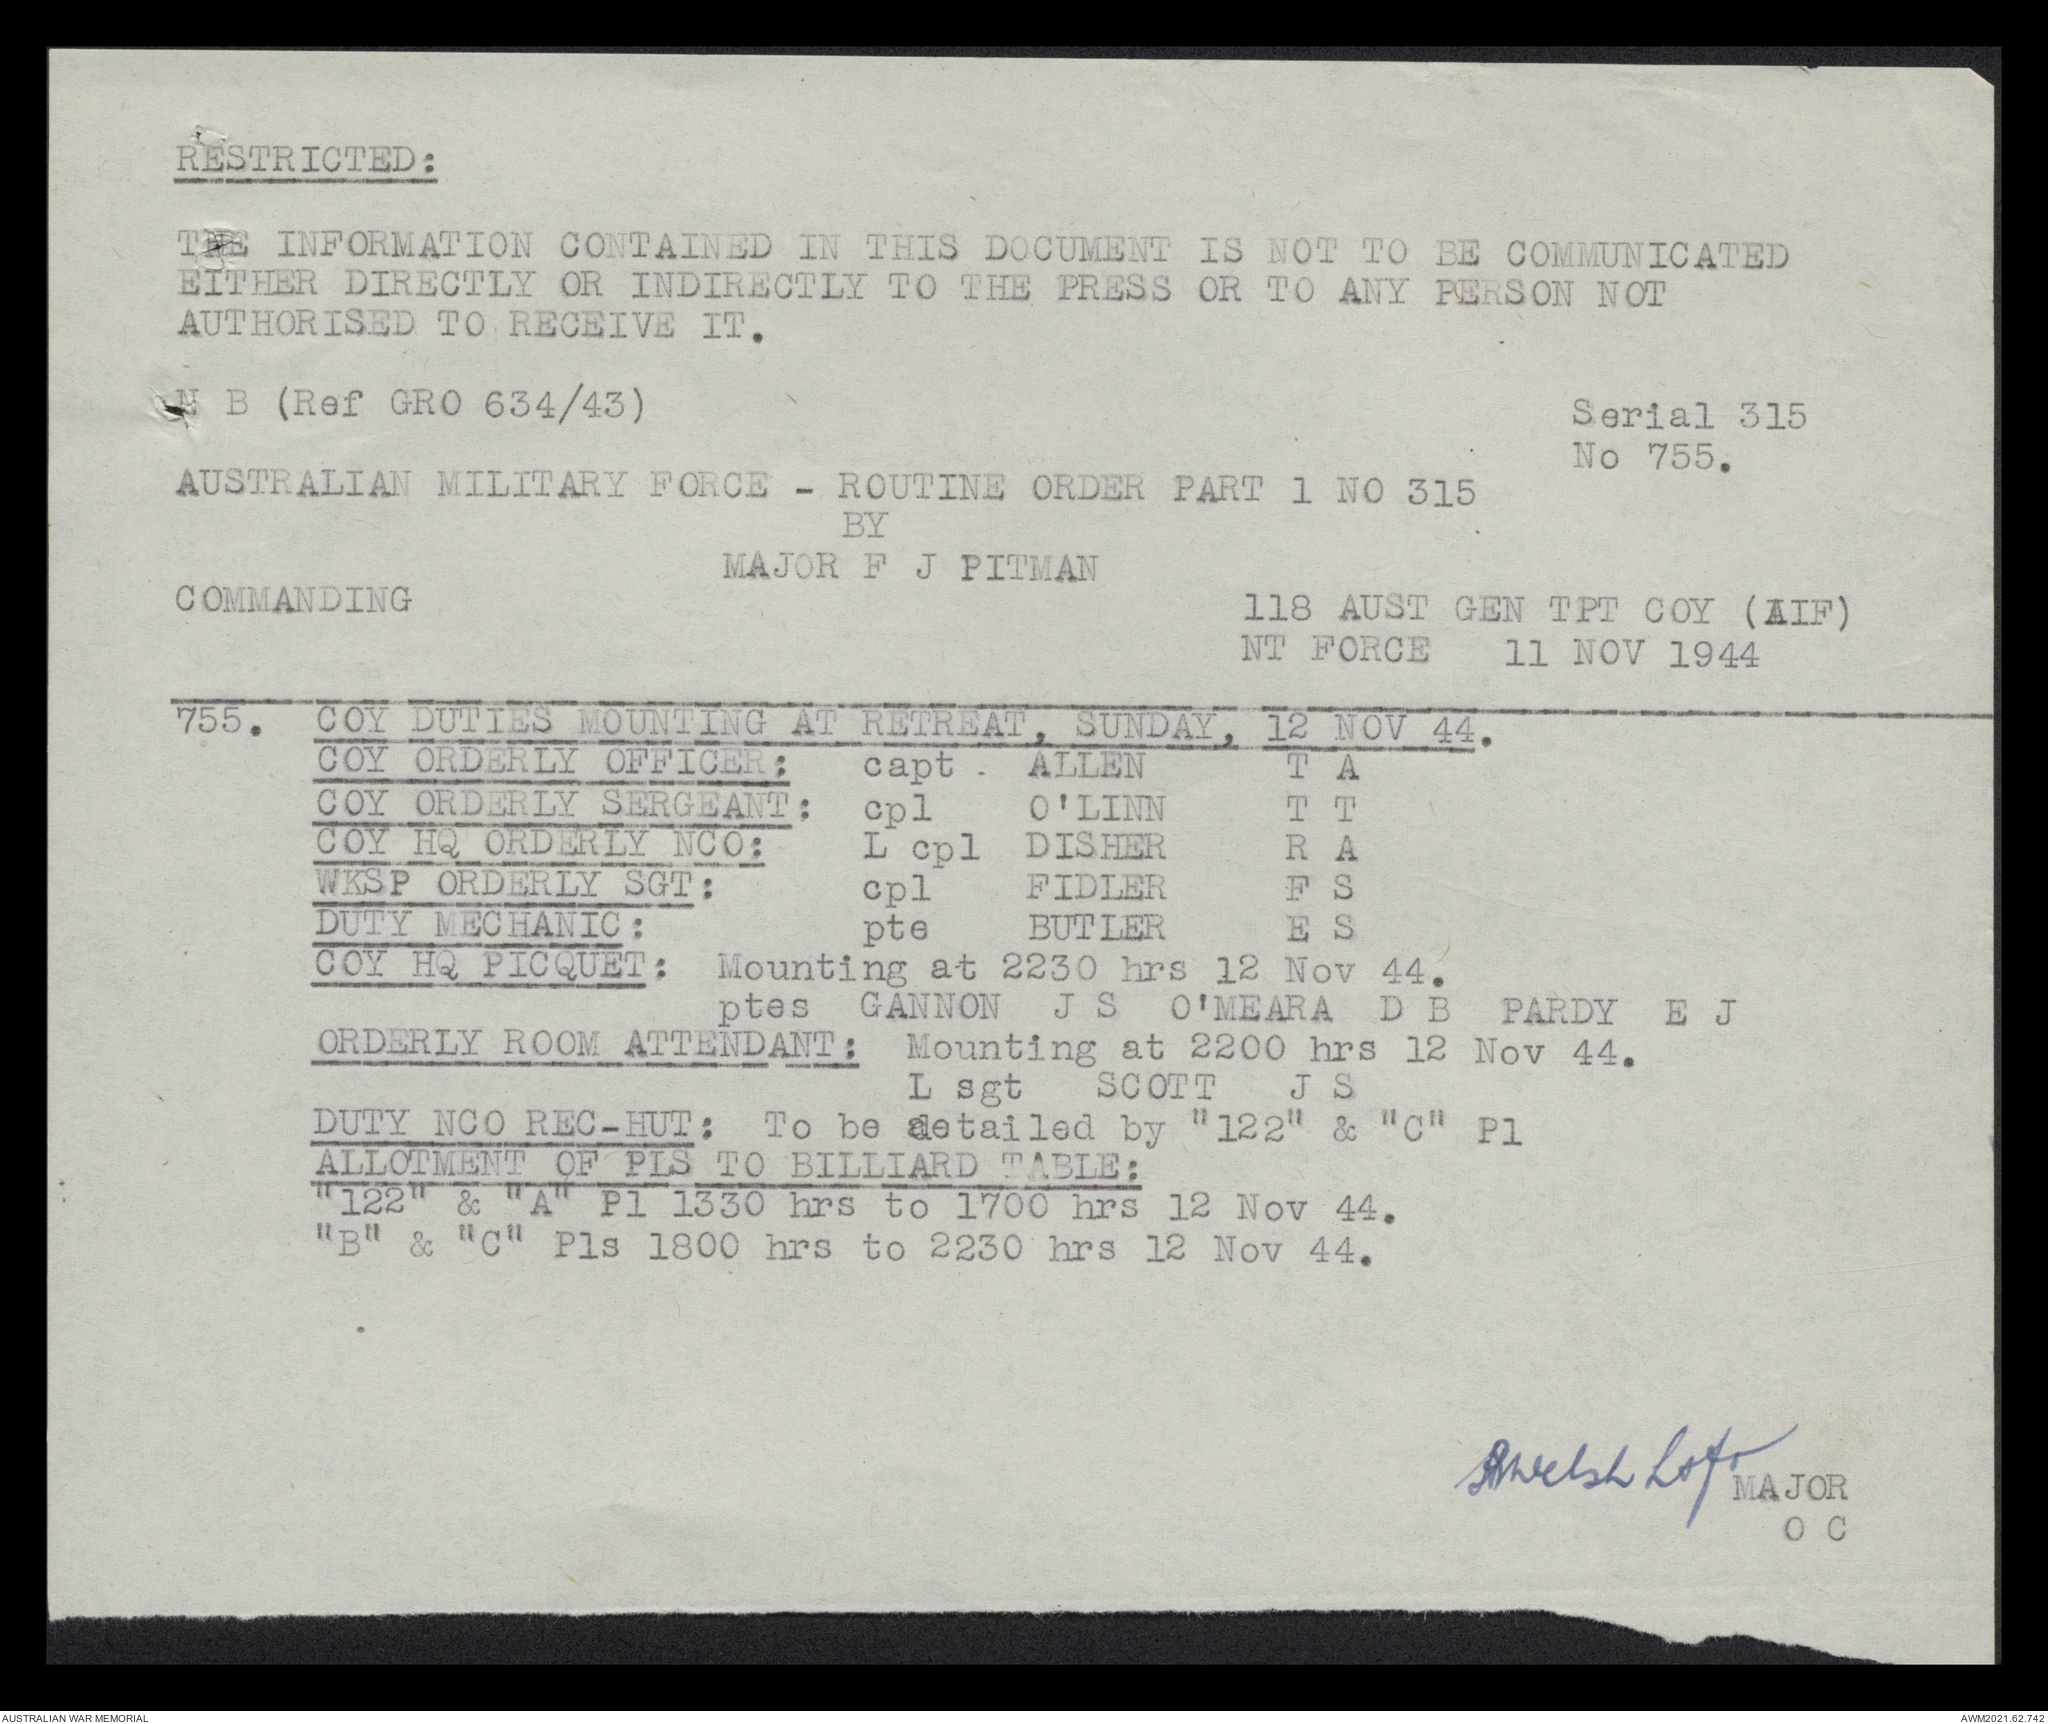 RESTRICTED:
THE INFORMATION CONTAINED IN THIS DOCUMENT IS NOT TO BE COMMUNICATED
EITHER DIRECTLY OR INDIRECTLY TO THE PRESS OR TO ANY PERSON NOT
AUTHORISED TO RECEIVE IT.
N B (Ref GRO 634/43)
Serial 315
No 755.
AUSTRALIAN MILITARY FORCE - ROUTINE ORDER PART 1 NO 315
BY
MAJOR F J PITMAN
COMMANDING
118 AUST GEN TPT COY (AIF)
NT FORCE 11 NOV 1944
755. COY DUTIES MOUNTING AT RETREAT, SUNDAY, 12 NOV 44.
COY ORDERLY OFFICER: capt ALLEN T A
COY ORDERLY SERGEANT: cpl O'LINN T T
COY HQ ORDERLY NCO: L cpl DISHER R A
WKSP ORDERLY SGT: cpl FIDLER F S
DUTY MECHANIC: pte BUTLER E S
COY HQ PICQUET: Mounting at 2230 hrs 12 Nov 44.
ptes GANNON J S O'MEARA D B PARDY E J
ORDERLY ROOM ATTENDANT: Mounting at 2200 hrs 12 Nov 44.
L sgt SCOTT J S
DUTY NCO REC-HUT: To be detailed by "122" & "C" Pl
ALLOTMENT OF PLS TO BILLIARD TABLE:
"122" & "A" Pl 1330 hrs to 1700 hrs 12 Nov 44.
"B" & "C" Pls 1800 hrs to 2230 hrs 12 Nov 44.
Welsh
MAJOR
O C
AUSTRALIAN WAR MEMORIAL
AWM2021.62.742